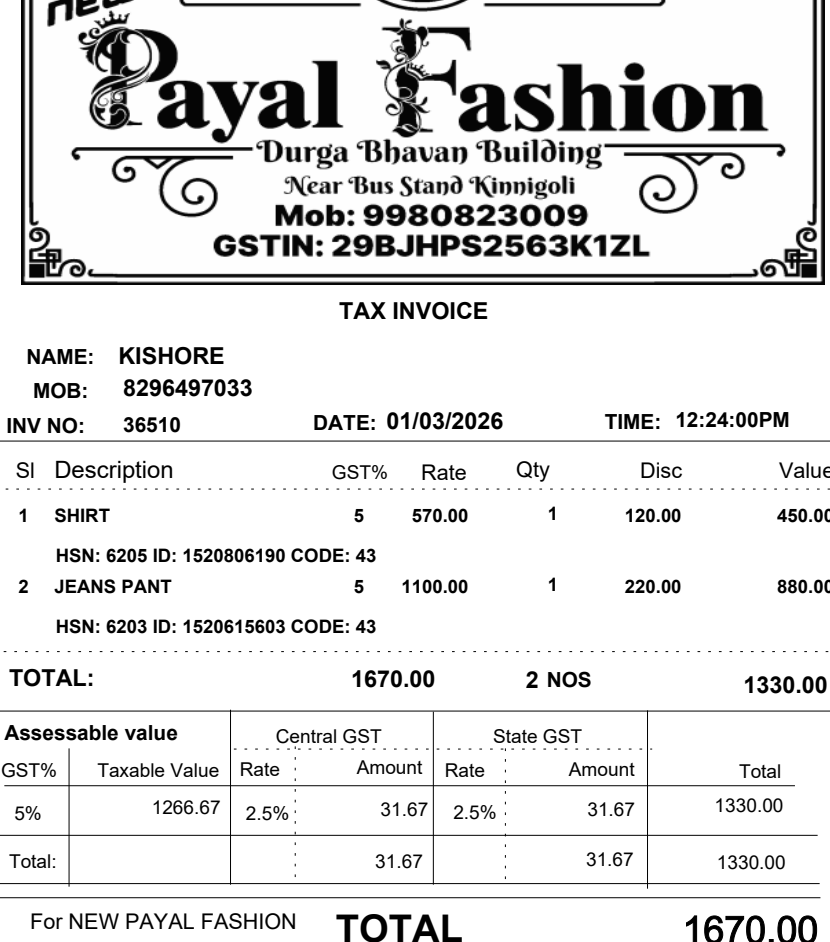 new
Payal Fashion
Durga Bhavan Building
Near Bus Stand Kinnigoli
Mob: 9980823009
GSTIN: 29BJHPS2563K1ZL
TAX INVOICE
NAME: KISHORE
MOB: 8296497033
INV NO: 36510 DATE: 01/03/2026 TIME: 12:24:00PM
Sl Description GST% Rate Qty Disc Value
1 SHIRT 5 570.00 1 120.00 450.00
HSN: 6205 ID: 1520806190 CODE: 43
2 JEANS PANT 5 1100.00 1 220.00 880.00
HSN: 6203 ID: 1520615603 CODE: 43
TOTAL: 1670.00 2 NOS 1330.00
Assessable value Central GST State GST
GST% Taxable Value Rate Amount Rate Amount Total
5% 1266.67 2.5% 31.67 2.5% 31.67 1330.00
Total: 31.67 31.67 1330.00
For NEW PAYAL FASHION TOTAL 1670.00